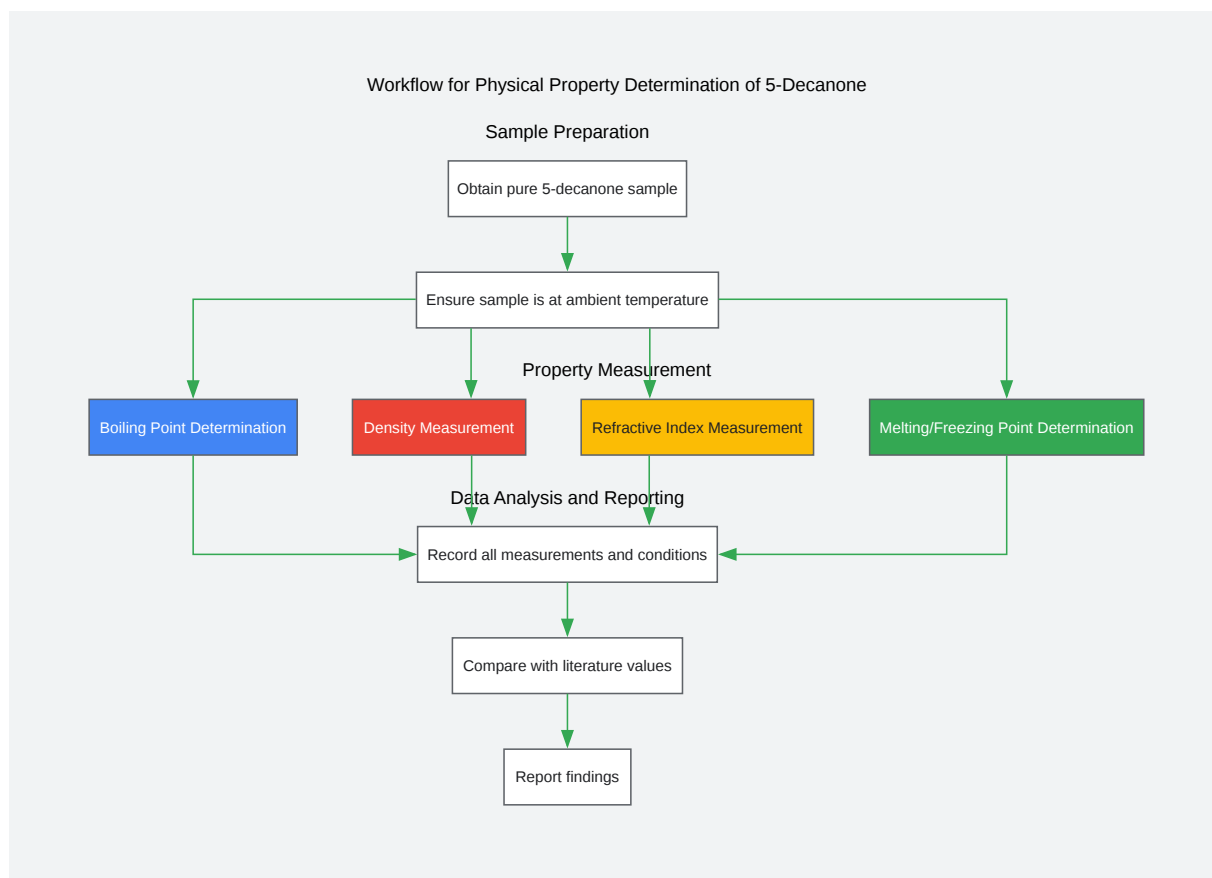 Workflow for Physical Property Determination of 5-Decanone
Sample Preparation
Obtain pure 5-decanone sample
Ensure sample is at ambient temperature
Property Measurement
Boiling Point Determination
Density Measurement
Refractive Index Measurement
Melting/Freezing Point Determination
Data Analysis and Reporting
Record all measurements and conditions
Compare with literature values
Report findings